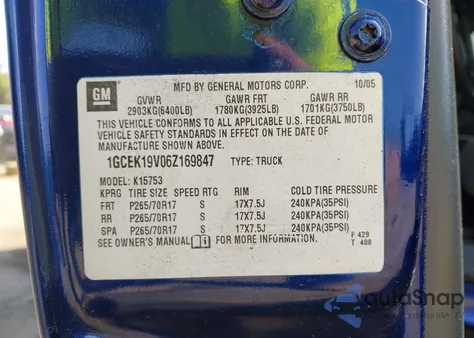 MFD BY GENERAL MOTORS CORP. 10/05
GM GVWR GAWR FRT GAWR RR
2903KG(6400LB) 1780KG(3925LB) 1701KG(3750LB)
THIS VEHICLE CONFORMS TO ALL APPLICABLE U.S. FEDERAL MOTOR
VEHICLE SAFETY STANDARDS IN EFFECT ON THE DATE OF
MANUFACTURE SHOWN ABOVE.
1GCEK19V06Z169847 TYPE: TRUCK
MODEL: K15753
KPG TIRE SIZE SPEED RTG RIM COLD TIRE PRESSURE
FRT P265/70R17 S 17X7.5J 240KPA(35PSI)
RR P265/70R17 S 17X7.5J 240KPA(35PSI)
SPA P265/70R17 S 17X7.5J 240KPA(35PSI)
SEE OWNER'S MANUAL FOR MORE INFORMATION. F 429
T 408
autoSnap